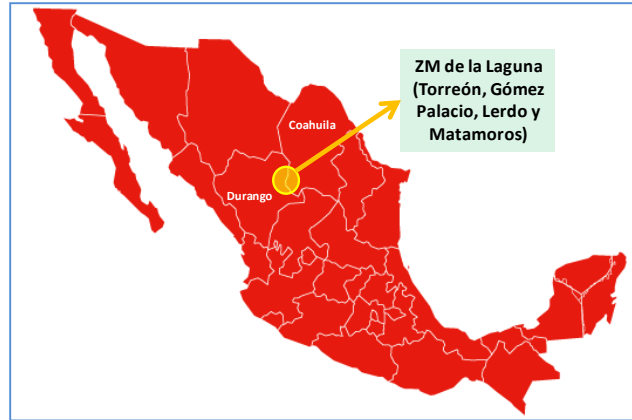 ZM de la Laguna
(Torreón, Gómez
Palacio, Lerdo y
Matamoros)
Coahuila
Durango